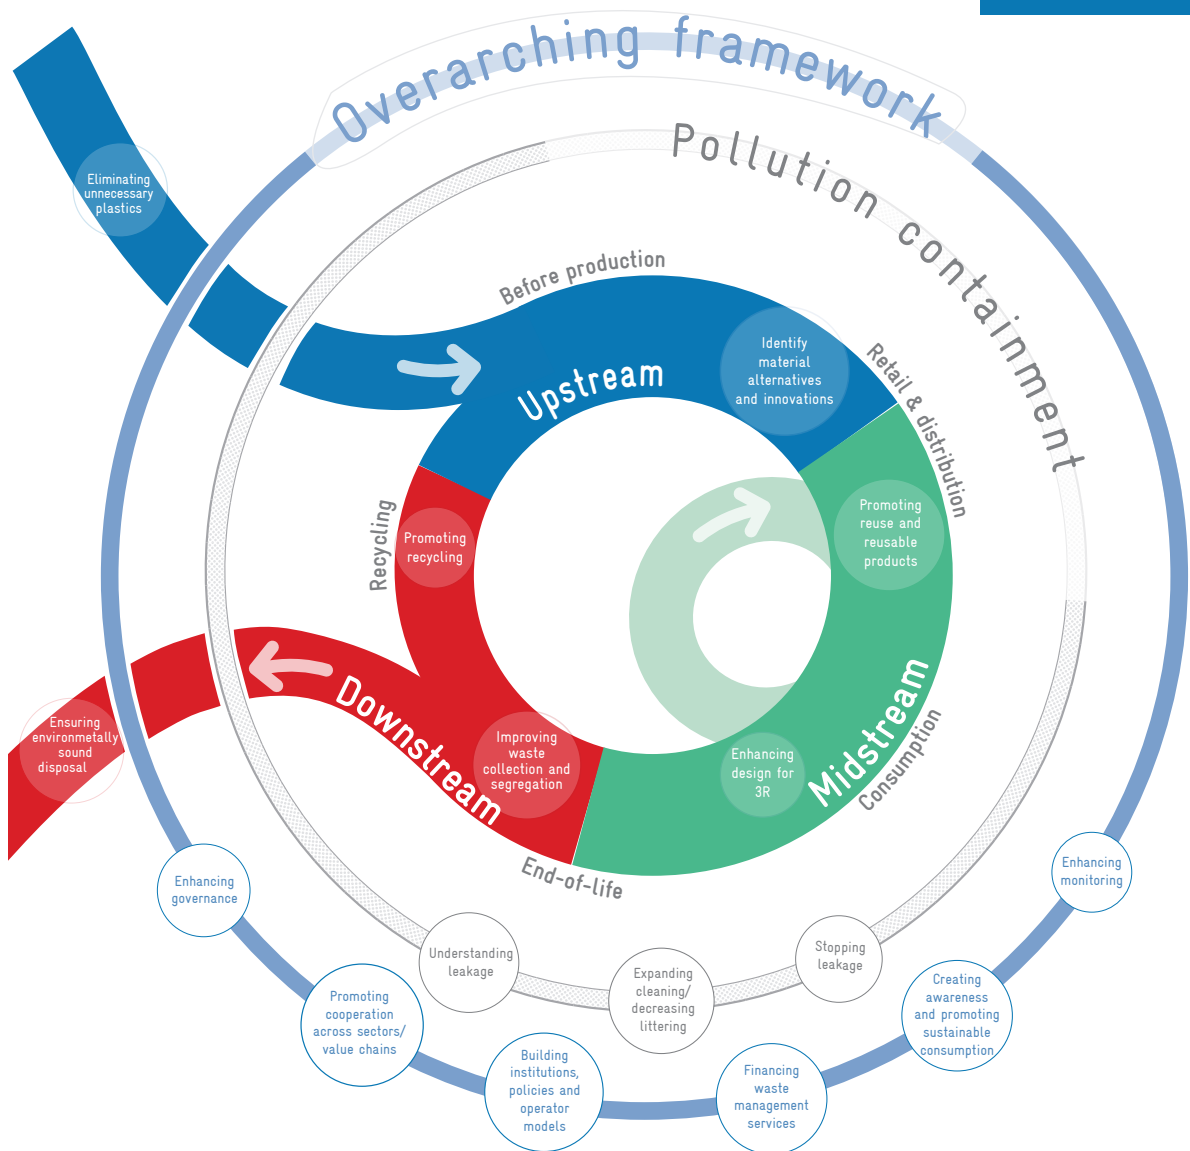 Overarching framework
Pollution containment
Eliminating
unnecessary
plastics
Before production
Upstream
Identify
material
alternatives
and innovations
Retail & distribution
Promoting
reuse and
reusable
products
Recycling
Promoting
recycling
Midstream
Consumption
Enhancing
design for
3R
Downstream
Improving
waste
collection and
segregation
End-of-life
Ensuring
environmetally
sound
disposal
Enhancing
governance
Understanding
leakage
Expanding
cleaning/
decreasing
littering
Stopping
leakage
Enhancing
monitoring
Promoting
cooperation
across sectors/
value chains
Building
institutions,
policies and
operator
models
Financing
waste
management
services
Creating
awareness
and promoting
sustainable
consumption